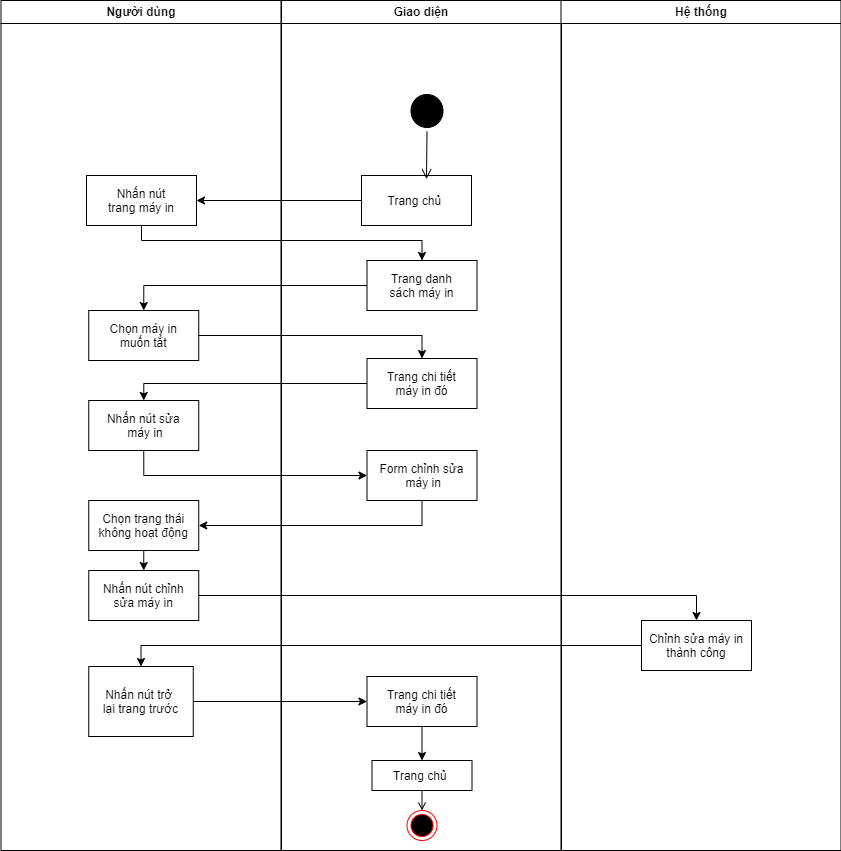 Người dùng
Giao diện
Hệ thống
Nhấn nút
trang máy in
Trang chủ
Trang danh
sách máy in
Chọn máy in
muốn tắt
Trang chi tiết
máy in đó
Nhấn nút sửa
máy in
Form chỉnh sửa
máy in
Chọn trạng thái
không hoạt động
Nhấn nút chỉnh
sửa máy in
Chỉnh sửa máy in
thành công
Nhấn nút trở
lại trang trước
Trang chi tiết
máy in đó
Trang chủ